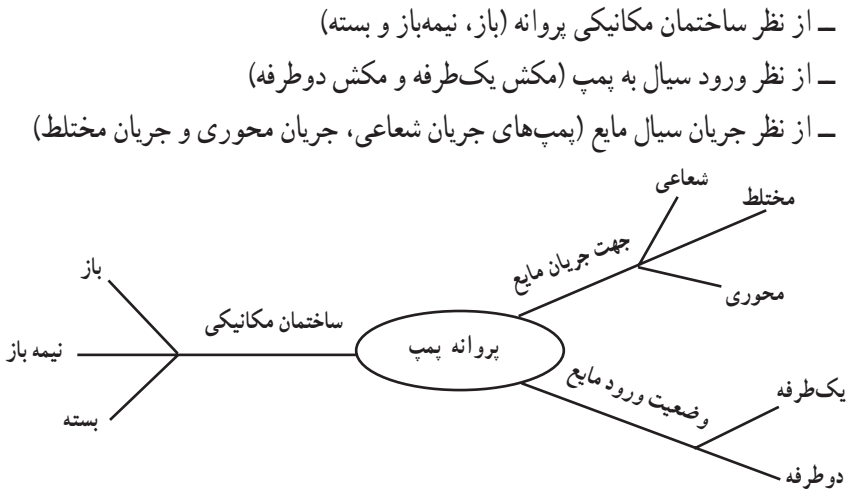 ــ از نظر ساختمان مکانیکی پروانه (باز، نیمه‌باز و بسته)
ــ از نظر ورود سیال به پمپ (مکش یک‌طرفه و مکش دوطرفه)
ــ از نظر جریان سیال مایع (پمپ‌های جریان شعاعی، جریان محوری و جریان مختلط)
شعاعی
مختلط
جهت جریان مایع
محوری
باز
ساختمان مکانیکی
نیمه باز
بسته
پروانه پمپ
وضعیت ورود مایع
یک‌طرفه
دوطرفه